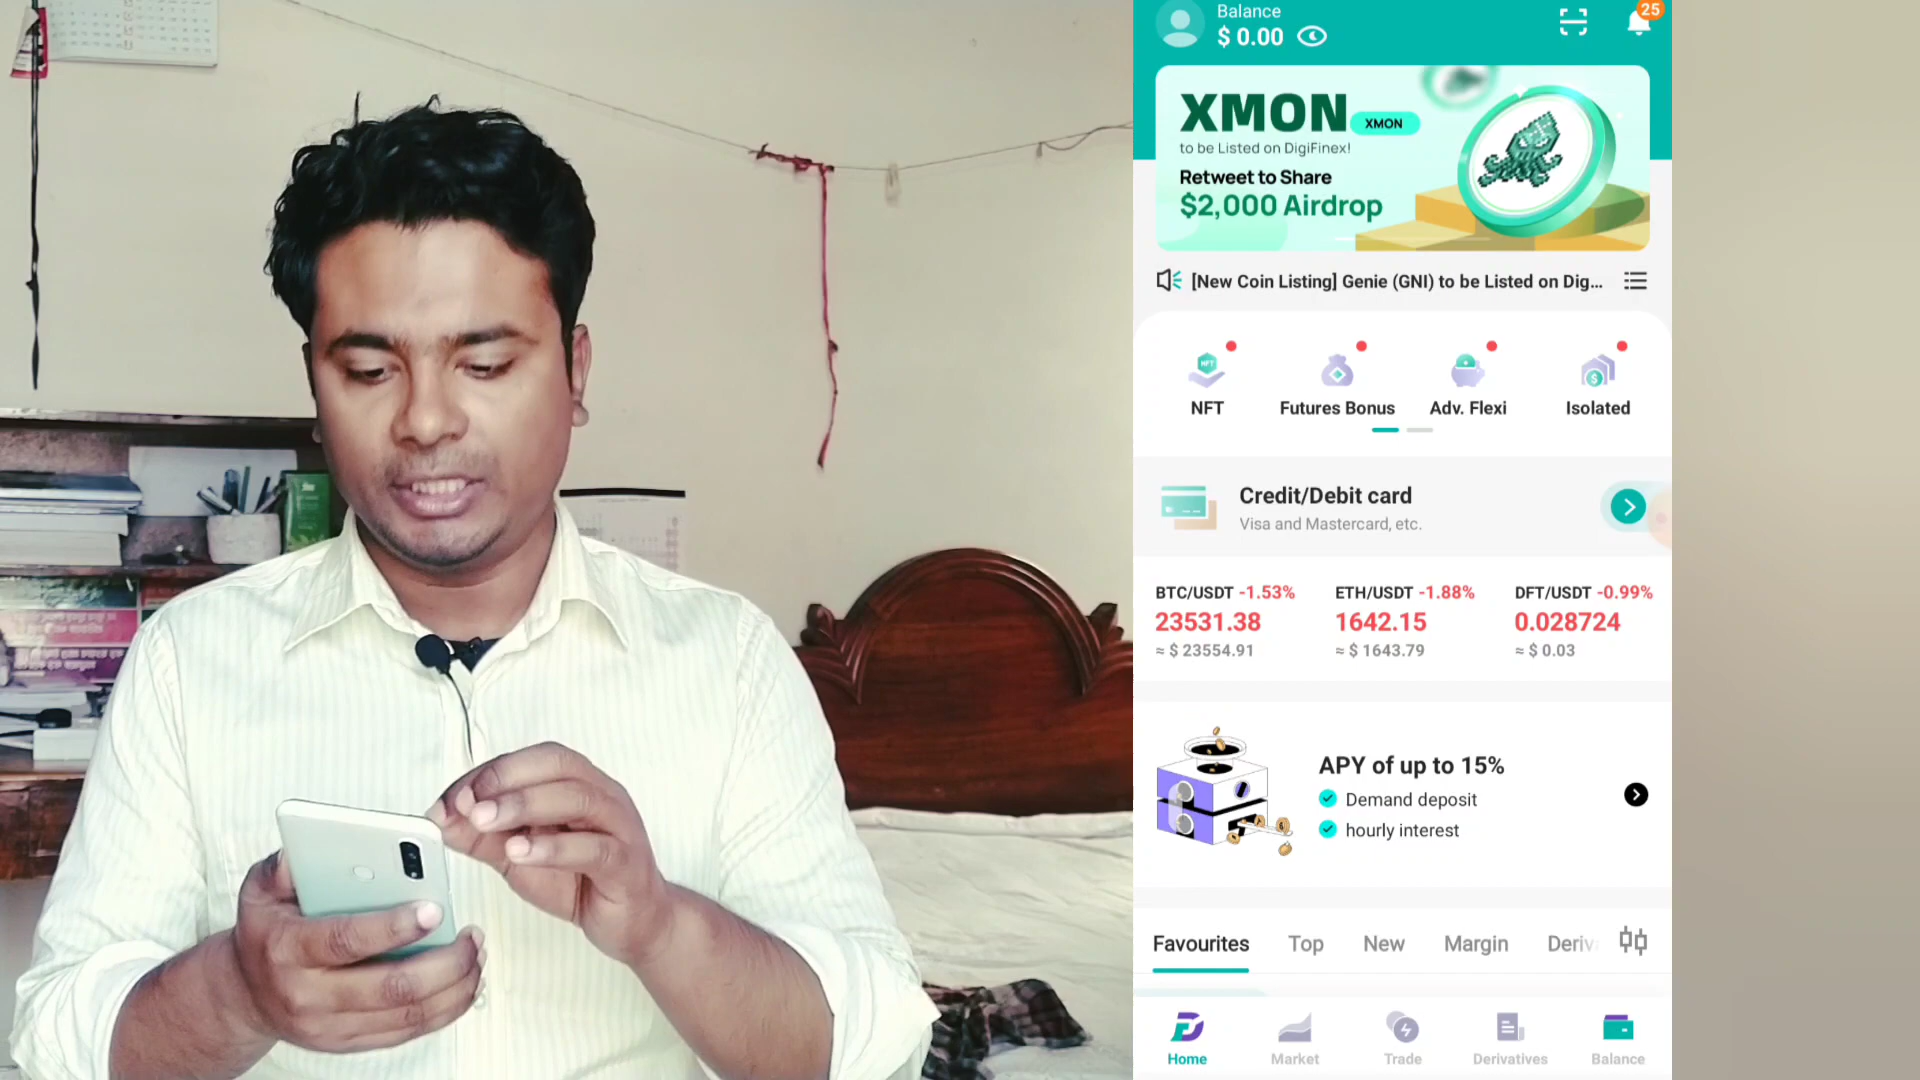 Balance
$ 0.00
25
XMON XMON
to be Listed on DigiFinex!
Retweet to Share
$2,000 Airdrop
[New Coin Listing] Genie (GNI) to be Listed on Dig...
NFT
NFT Futures Bonus Adv. Flexi Isolated
Credit/Debit card
Visa and Mastercard, etc.
BTC/USDT -1.53% ETH/USDT -1.88% DFT/USDT -0.99%
23531.38 1642.15 0.028724
≈ $ 23554.91 ≈ $ 1643.79 ≈ $ 0.03
APY of up to 15%
Demand deposit
hourly interest
Favourites Top New Margin Deriv
Home Market Trade Derivatives Balance